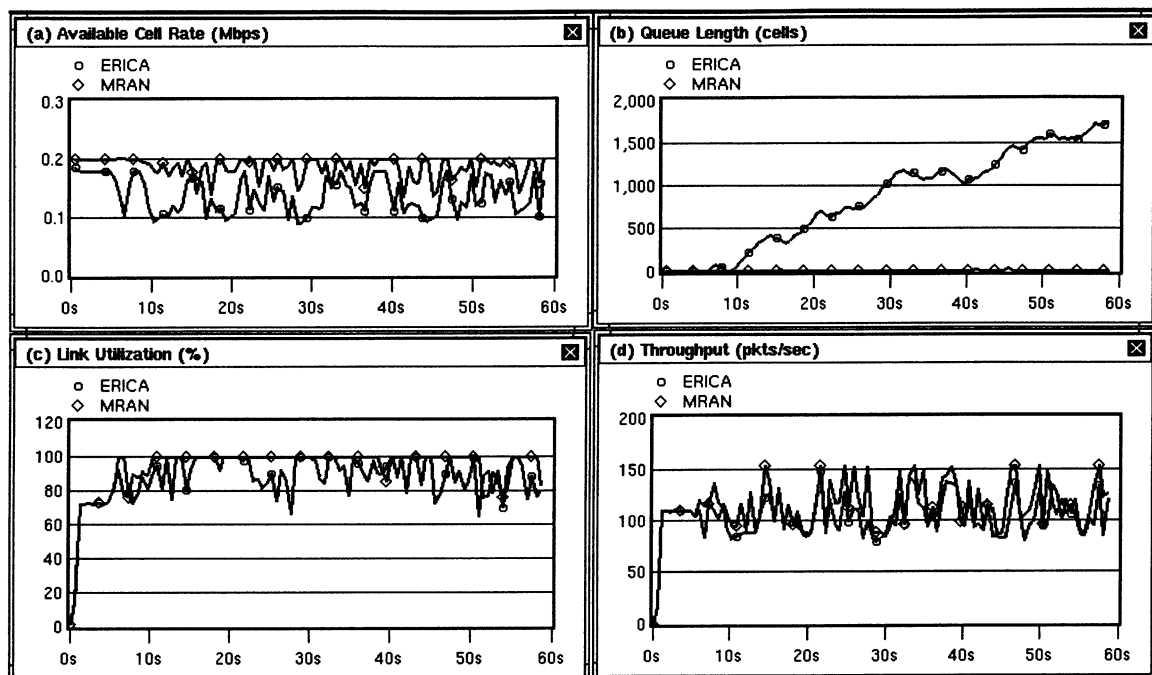 (a) Available Cell Rate (Mbps)
ERICA
MRAN
0.3
0.2
0.1
0.0
0s 10s 20s 30s 40s 50s 60s
(b) Queue Length (cells)
ERICA
MRAN
2,000
1,500
1,000
500
0
0s 10s 20s 30s 40s 50s 60s
(c) Link Utilization (%)
ERICA
MRAN
120
100
80
60
40
20
0
0s 10s 20s 30s 40s 50s 60s
(d) Throughput (pkts/sec)
ERICA
MRAN
200
150
100
50
0
0s 10s 20s 30s 40s 50s 60s